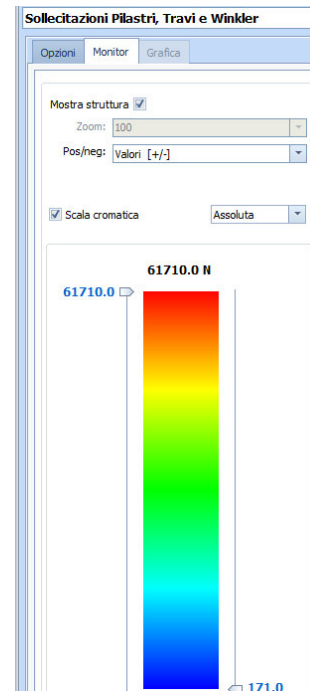 Sollecitazioni Pilastri, Travi e Winkler
Opzioni Monitor Grafica
Mostra struttura
Zoom: 100
Pos/neg: Valori [+/-]
Scala cromatica Assoluta
61710.0 N
61710.0
171.0